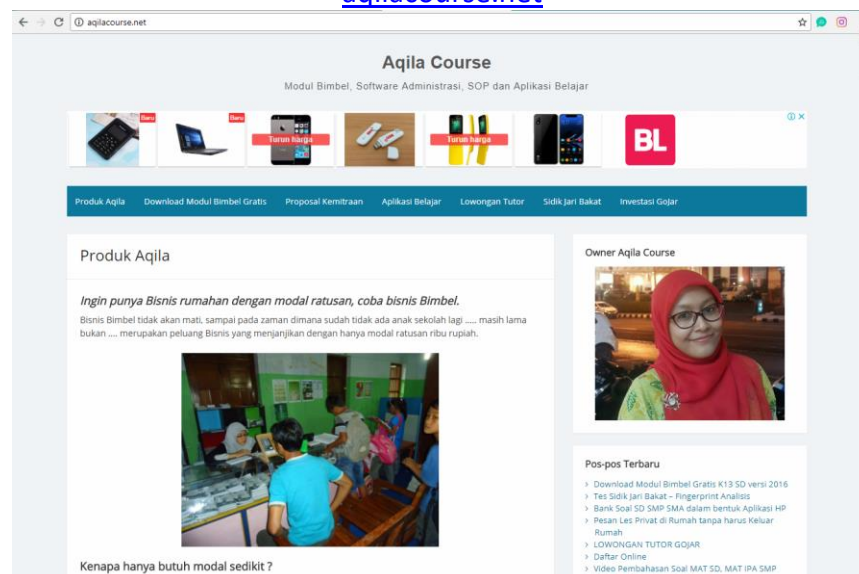 aqilacourse.net
aqilacourse.net
Aqila Course
Modul Bimbel, Software Administrasi, SOP dan Aplikasi Belajar
Baru
Baru
Turun harga
Turun harga
BL
Produk Aqila
Download Modul Bimbel Gratis
Proposal Kemitraan
Aplikasi Belajar
Lowongan Tutor
Sidik Jari Bakat
Investasi Gojar
Produk Aqila
Ingin punya Bisnis rumahan dengan modal ratusan, coba bisnis Bimbel.
Bisnis Bimbel tidak akan mati, sampai pada zaman dimana sudah tidak ada anak sekolah lagi ..... masih lama
bukan .... merupakan peluang Bisnis yang menjanjikan dengan hanya modal ratusan ribu rupiah.
Kenapa hanya butuh modal sedikit ?
Owner Aqila Course
Pos-pos Terbaru
> Download Modul Bimbel Gratis K13 SD versi 2016
> Tes Sidik Jari Bakat – Fingerprint Analisis
> Bank Soal SD SMP SMA dalam bentuk Aplikasi HP
> Pesan Les Privat di Rumah tanpa harus Keluar
Rumah
> LOWONGAN TUTOR GOJAR
> Daftar Online
> Video Pembahasan Soal MAT SD, MAT IPA SMP